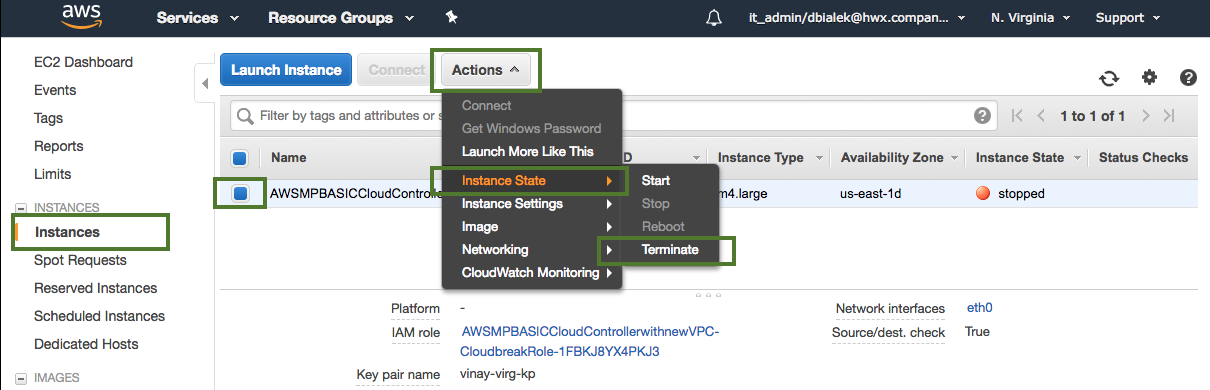 aws
Services
Resource Groups
it_admin/dbialek@hwx.compan...
N. Virginia
Support
EC2 Dashboard
Events
Tags
Reports
Limits
INSTANCES
Instances
Spot Requests
Reserved Instances
Scheduled Instances
Dedicated Hosts
IMAGES
Launch Instance
Connect
Actions
Filter by tags and attributes or s
1 to 1 of 1
Connect
Get Windows Password
Launch More Like This
Instance State
Instance Settings
Image
Networking
CloudWatch Monitoring
Start
Stop
Reboot
Terminate
Name
D
Instance Type
Availability Zone
Instance State
Status Checks
AWSMPBASICCloudControlle
m4.large
us-east-1d
stopped
Platform
-
IAM role
AWSMPBASICCloudControllerwithnewVPC-
CloudbreakRole-1FBKJ8YX4PKJ3
Key pair name
vinay-virg-kp
Network interfaces
eth0
Source/dest. check
True